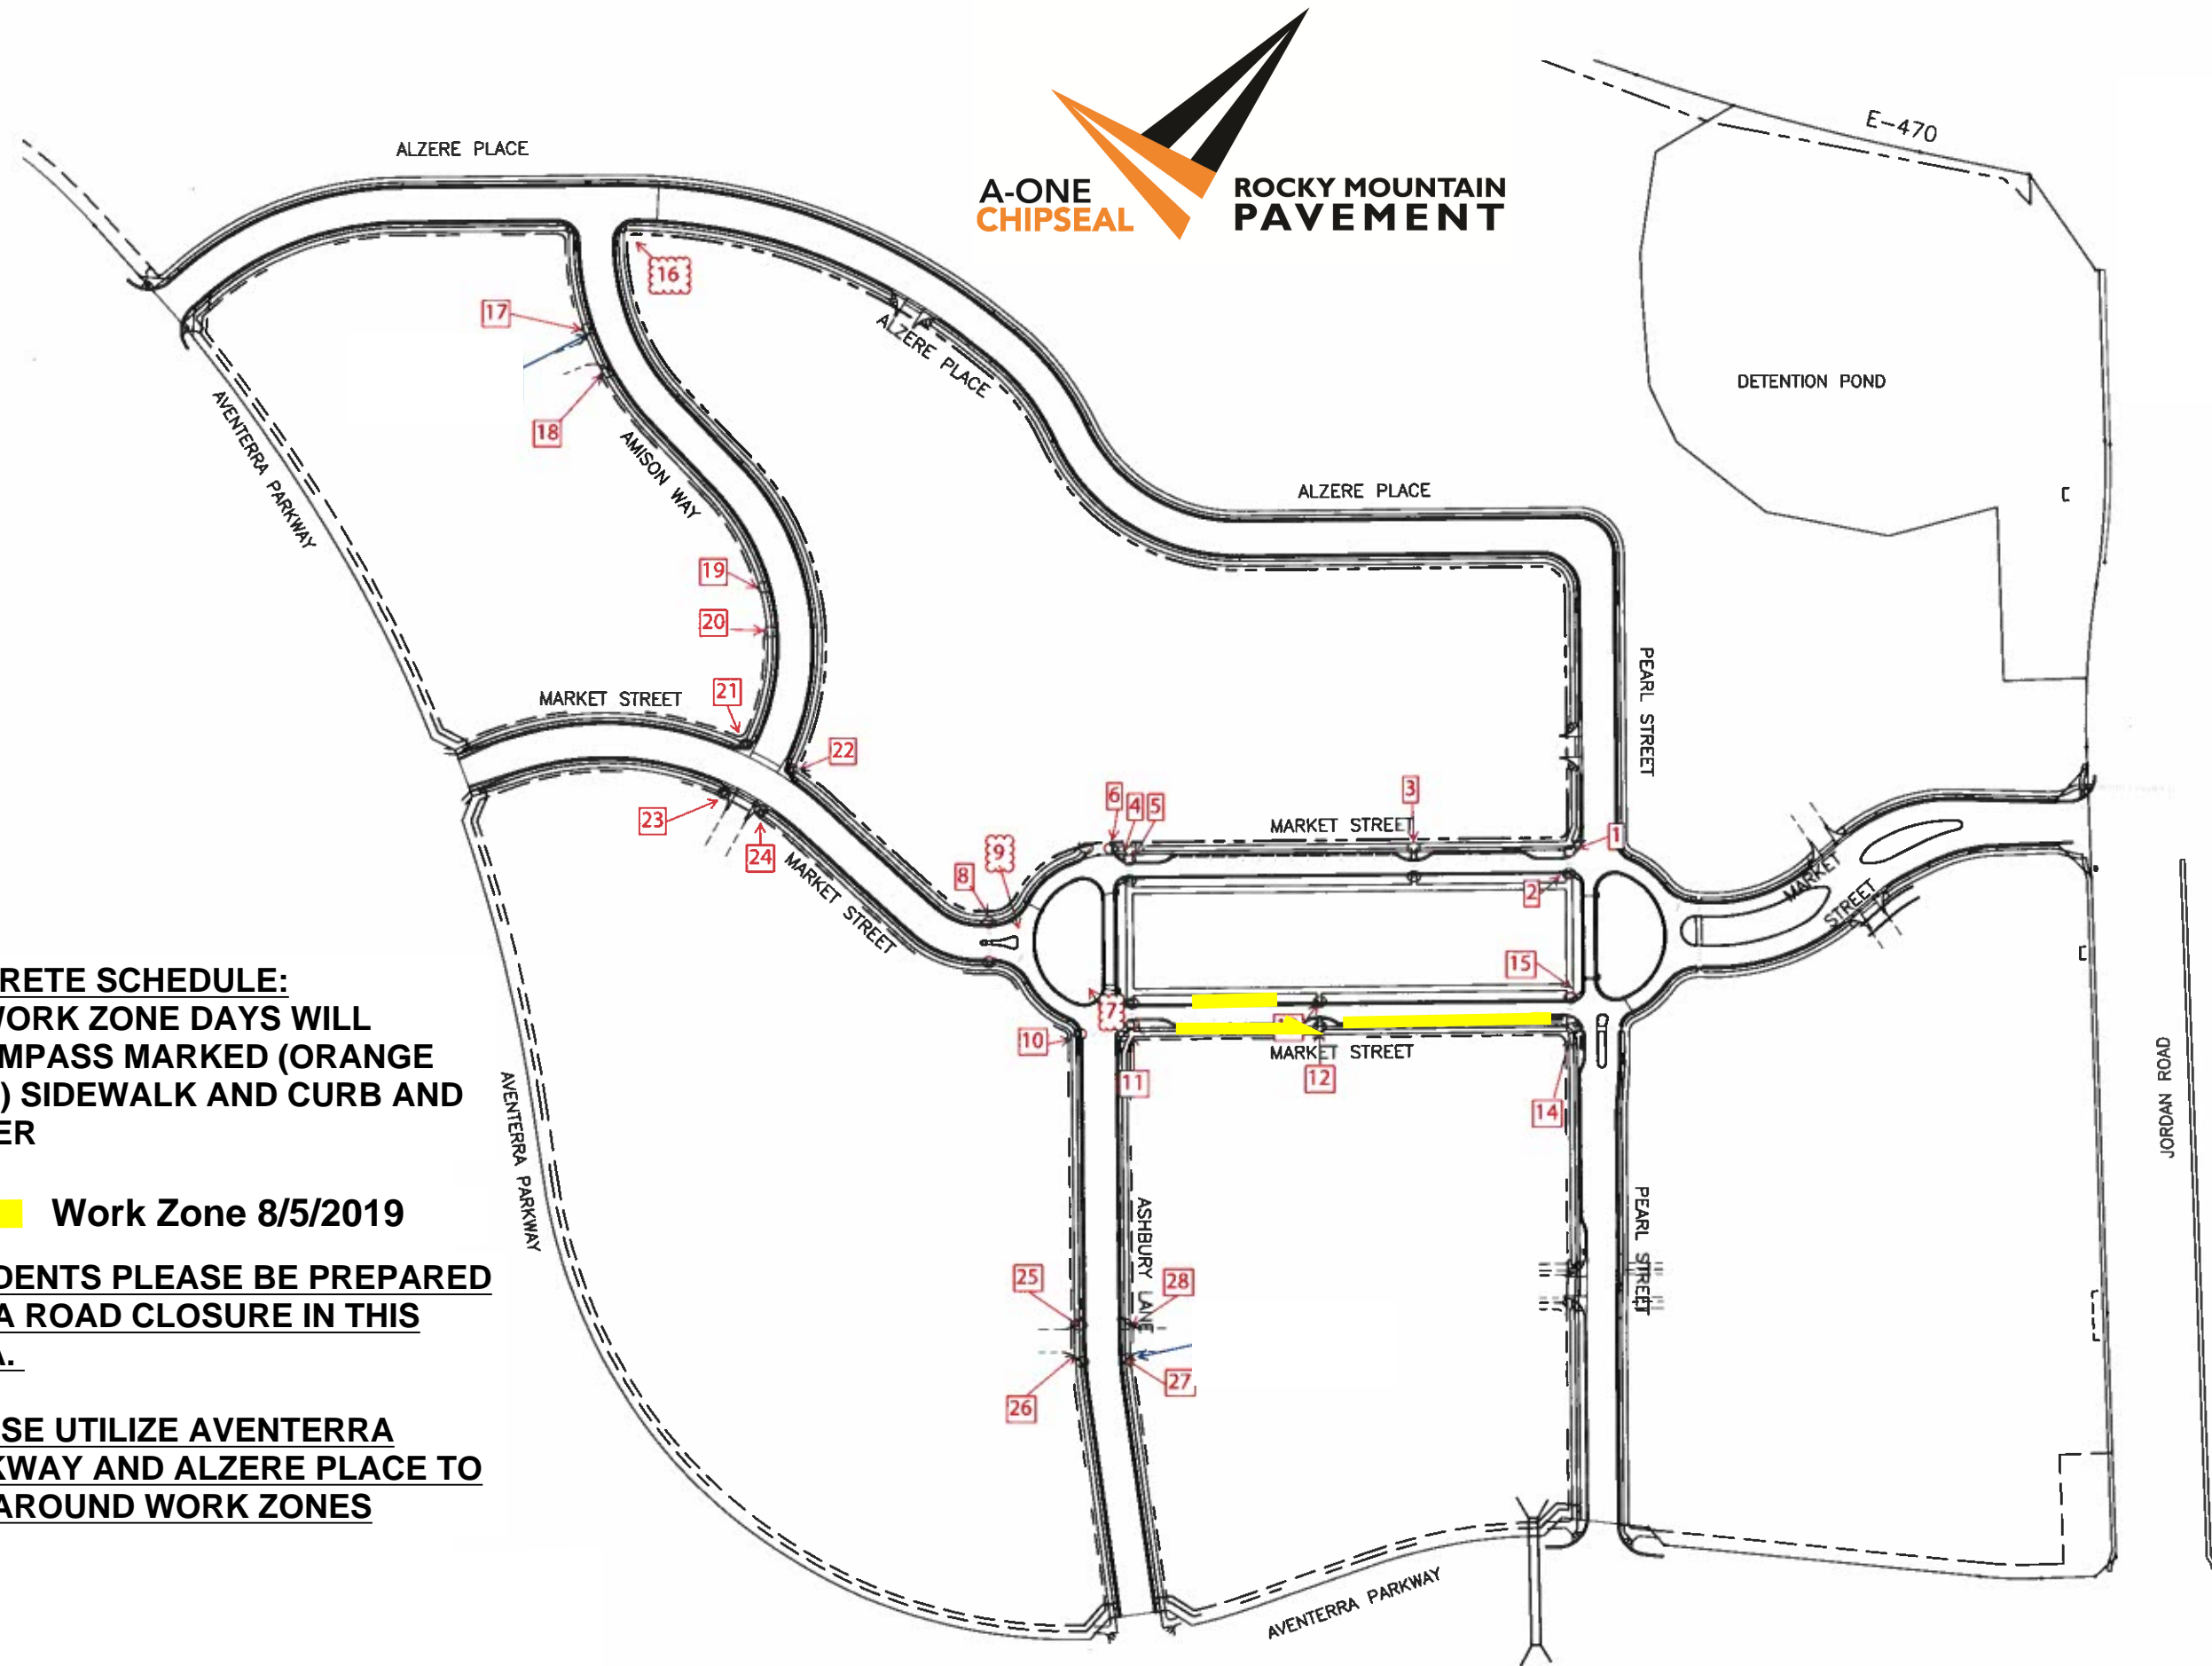 A-ONE
CHIPSEAL
ROCKY MOUNTAIN
PAVEMENT
E-470
ALZERE PLACE
16
17
ALZERE PLACE
DETENTION POND
18
AMISON WAY
AVENTERRA PARKWAY
ALZERE PLACE
19
20
PEARL STREET
21
MARKET STREET
22
23
24
MARKET STREET
6
4
5
3
MARKET STREET
1
8
9
2
MARKET
STREET
15
7
10
11
MARKET STREET
12
14
RETE SCHEDULE:
WORK ZONE DAYS WILL
MPASS MARKED (ORANGE
) SIDEWALK AND CURB AND
ER
Work Zone 8/5/2019
DENTS PLEASE BE PREPARED
A ROAD CLOSURE IN THIS
A.
SE UTILIZE AVENTERRA
KWAY AND ALZERE PLACE TO
AROUND WORK ZONES
AVENTERRA PARKWAY
JORDAN ROAD
ASHBURY LANE
PEARL STREET
25
28
26
27
AVENTERRA PARKWAY